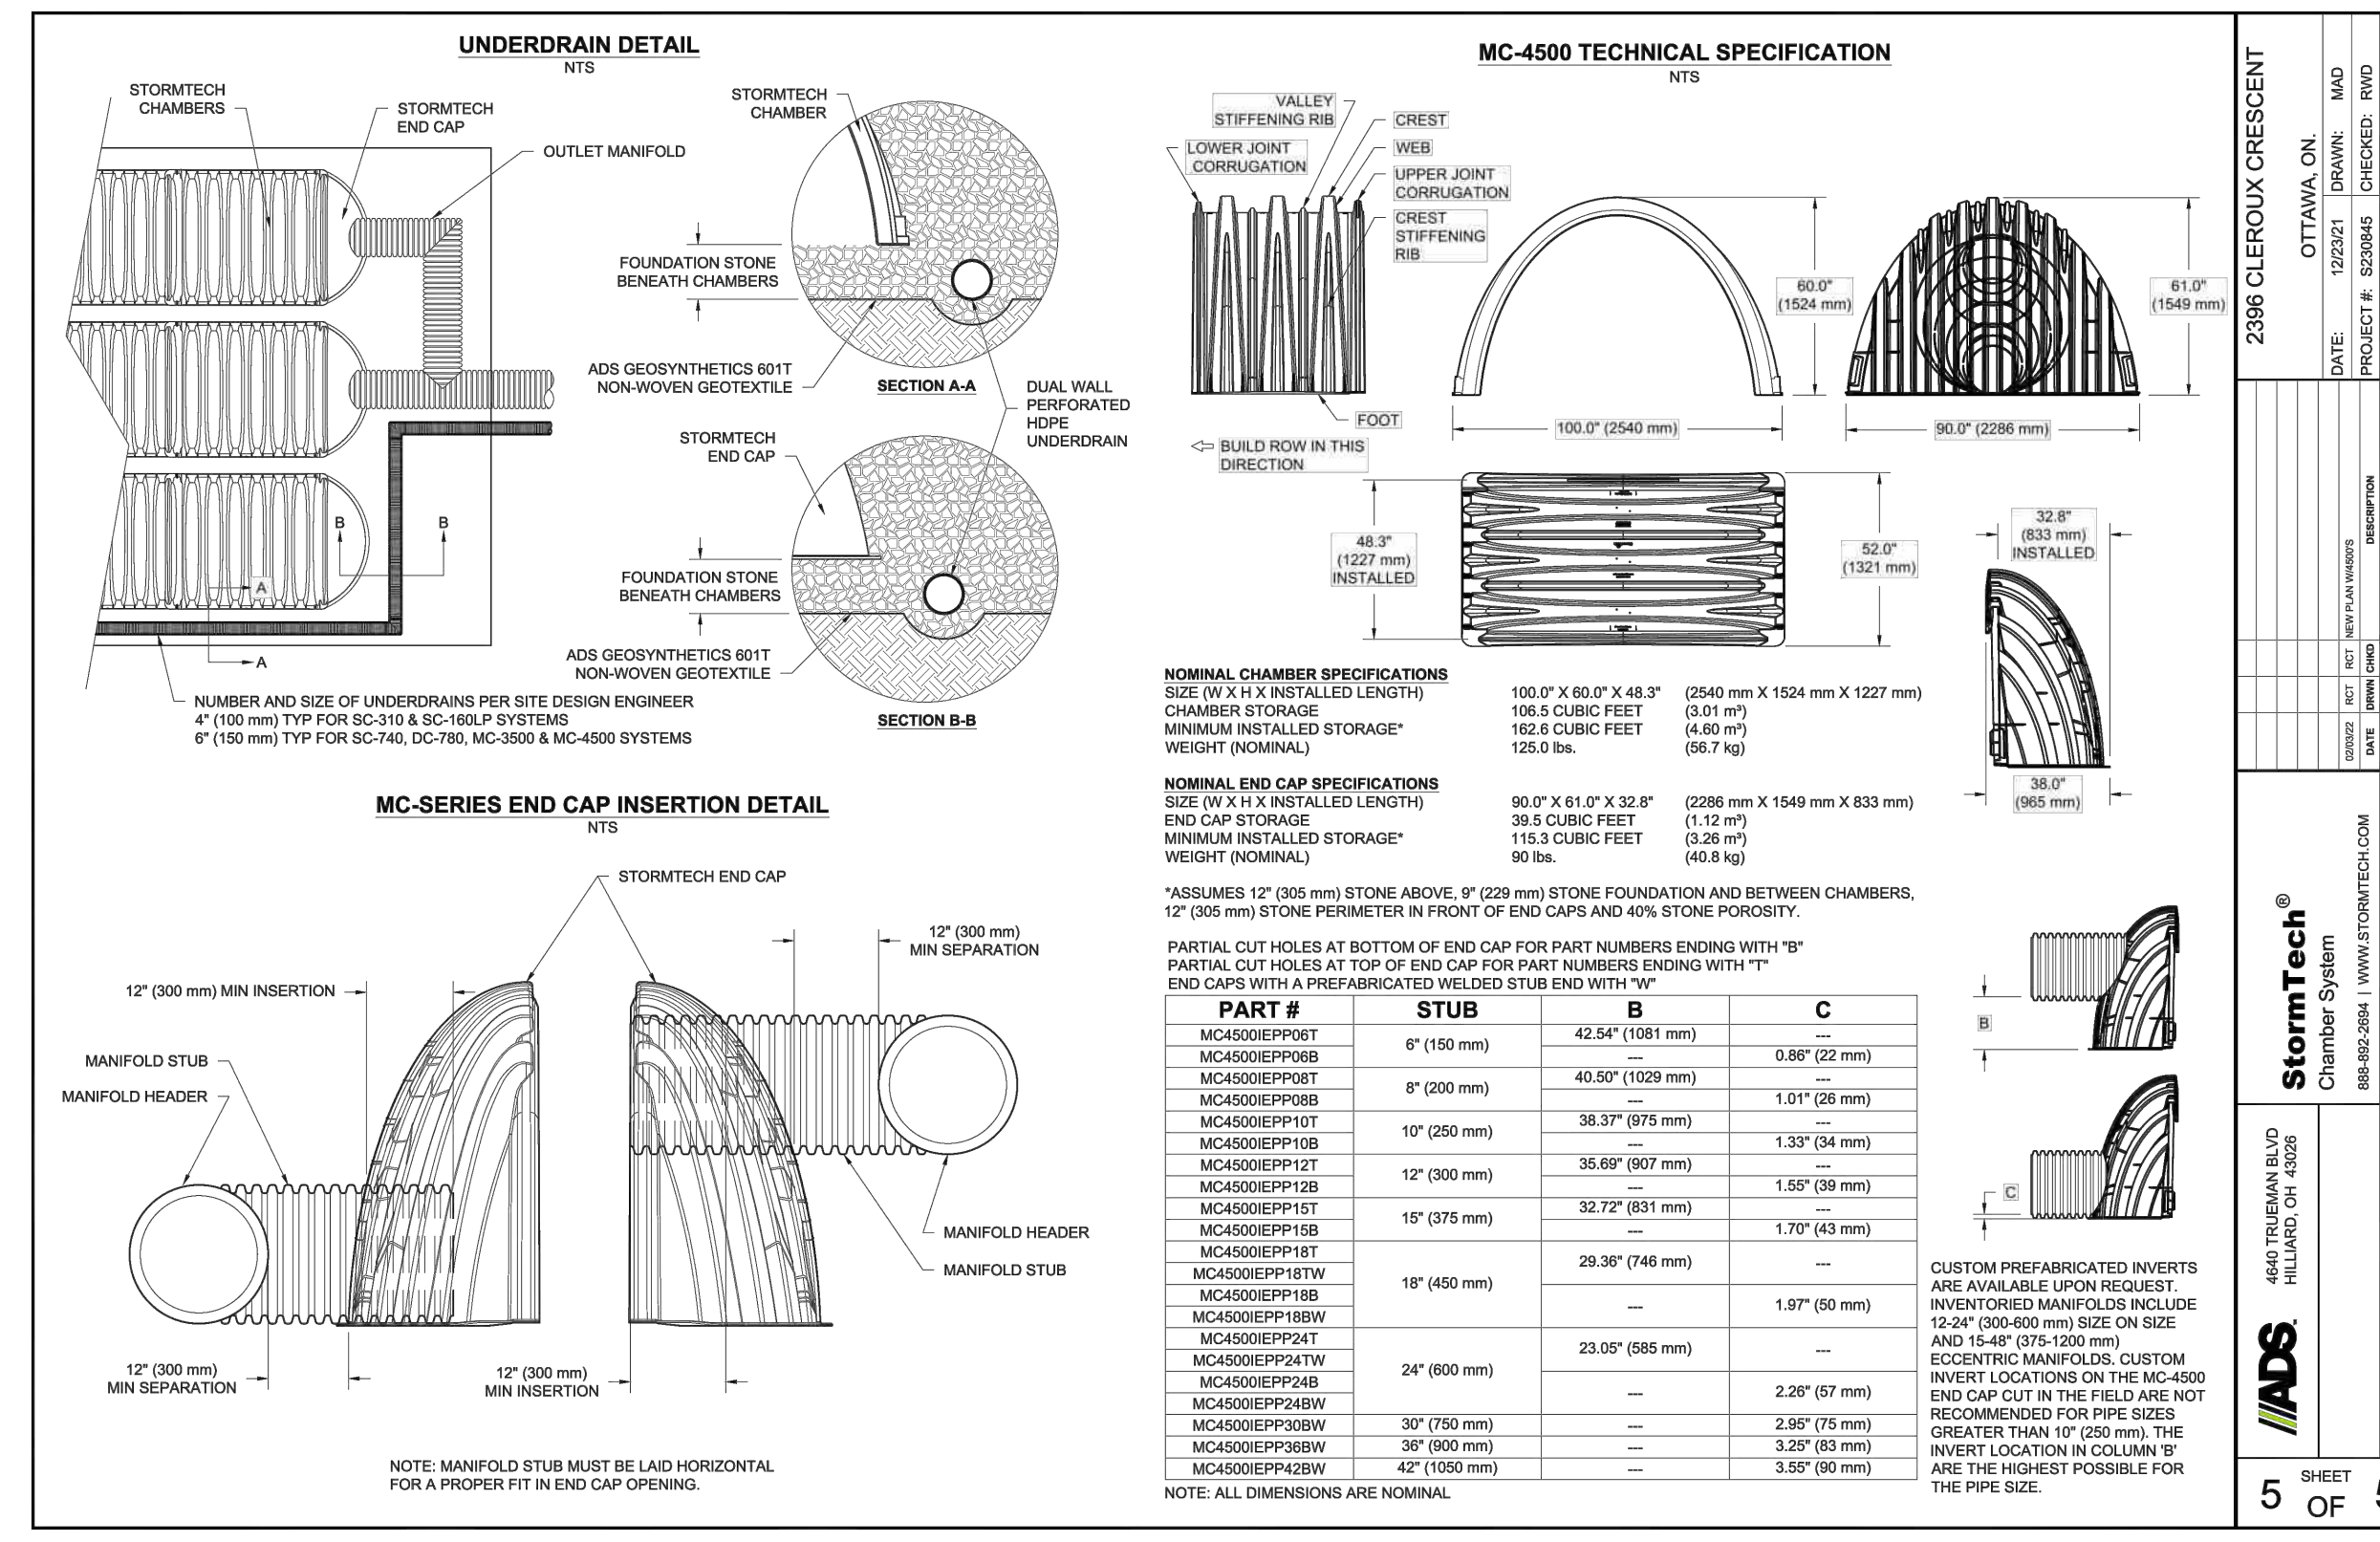 UNDERDRAIN DETAIL
NTS
STORMTECH
CHAMBERS
STORMTECH
END CAP
OUTLET MANIFOLD
STORMTECH
CHAMBER
FOUNDATION STONE
BENEATH CHAMBERS
ADS GEOSYNTHETICS 601T
NON-WOVEN GEOTEXTILE
SECTION A-A
DUAL WALL
PERFORATED
HDPE
UNDERDRAIN
STORMTECH
END CAP
B
B
A
A
FOUNDATION STONE
BENEATH CHAMBERS
ADS GEOSYNTHETICS 601T
NON-WOVEN GEOTEXTILE
SECTION B-B
NUMBER AND SIZE OF UNDERDRAINS PER SITE DESIGN ENGINEER
4" (100 mm) TYP FOR SC-310 & SC-160LP SYSTEMS
6" (150 mm) TYP FOR SC-740, DC-780, MC-3500 & MC-4500 SYSTEMS
MC-SERIES END CAP INSERTION DETAIL
NTS
STORMTECH END CAP
12" (300 mm)
MIN SEPARATION
12" (300 mm) MIN INSERTION
MANIFOLD STUB
MANIFOLD HEADER
MANIFOLD HEADER
MANIFOLD STUB
12" (300 mm)
MIN SEPARATION
12" (300 mm)
MIN INSERTION
NOTE: MANIFOLD STUB MUST BE LAID HORIZONTAL
FOR A PROPER FIT IN END CAP OPENING.
MC-4500 TECHNICAL SPECIFICATION
NTS
VALLEY
STIFFENING RIB
CREST
LOWER JOINT
CORRUGATION
WEB
UPPER JOINT
CORRUGATION
CREST
STIFFENING
RIB
FOOT
BUILD ROW IN THIS
DIRECTION
60.0"
(1524 mm)
61.0"
(1549 mm)
100.0" (2540 mm)
90.0" (2286 mm)
48.3"
(1227 mm)
INSTALLED
52.0"
(1321 mm)
32.8"
(833 mm)
INSTALLED
38.0"
(965 mm)
NOMINAL CHAMBER SPECIFICATIONS
SIZE (W X H X INSTALLED LENGTH) 100.0" X 60.0" X 48.3" (2540 mm X 1524 mm X 1227 mm)
CHAMBER STORAGE 106.5 CUBIC FEET (3.01 m³)
MINIMUM INSTALLED STORAGE* 162.6 CUBIC FEET (4.60 m³)
WEIGHT (NOMINAL) 125.0 lbs. (56.7 kg)
NOMINAL END CAP SPECIFICATIONS
SIZE (W X H X INSTALLED LENGTH) 90.0" X 61.0" X 32.8" (2286 mm X 1549 mm X 833 mm)
END CAP STORAGE 39.5 CUBIC FEET (1.12 m³)
MINIMUM INSTALLED STORAGE* 115.3 CUBIC FEET (3.26 m³)
WEIGHT (NOMINAL) 90 lbs. (40.8 kg)
*ASSUMES 12" (305 mm) STONE ABOVE, 9" (229 mm) STONE FOUNDATION AND BETWEEN CHAMBERS,
12" (305 mm) STONE PERIMETER IN FRONT OF END CAPS AND 40% STONE POROSITY.
PARTIAL CUT HOLES AT BOTTOM OF END CAP FOR PART NUMBERS ENDING WITH "B"
PARTIAL CUT HOLES AT TOP OF END CAP FOR PART NUMBERS ENDING WITH "T"
END CAPS WITH A PREFABRICATED WELDED STUB END WITH "W"
PART # STUB B C
MC4500IEPP06T 6" (150 mm) 42.54" (1081 mm) ---
MC4500IEPP06B --- 0.86" (22 mm)
MC4500IEPP08T 8" (200 mm) 40.50" (1029 mm) ---
MC4500IEPP08B --- 1.01" (26 mm)
MC4500IEPP10T 10" (250 mm) 38.37" (975 mm) ---
MC4500IEPP10B --- 1.33" (34 mm)
MC4500IEPP12T 12" (300 mm) 35.69" (907 mm) ---
MC4500IEPP12B --- 1.55" (39 mm)
MC4500IEPP15T 15" (375 mm) 32.72" (831 mm) ---
MC4500IEPP15B --- 1.70" (43 mm)
MC4500IEPP18T 18" (450 mm) 29.36" (746 mm) ---
MC4500IEPP18TW
MC4500IEPP18B --- 1.97" (50 mm)
MC4500IEPP18BW
MC4500IEPP24T 24" (600 mm) 23.05" (585 mm) ---
MC4500IEPP24TW
MC4500IEPP24B --- 2.26" (57 mm)
MC4500IEPP24BW
MC4500IEPP30BW 30" (750 mm) --- 2.95" (75 mm)
MC4500IEPP36BW 36" (900 mm) --- 3.25" (83 mm)
MC4500IEPP42BW 42" (1050 mm) --- 3.55" (90 mm)
NOTE: ALL DIMENSIONS ARE NOMINAL
B
C
CUSTOM PREFABRICATED INVERTS
ARE AVAILABLE UPON REQUEST.
INVENTORIED MANIFOLDS INCLUDE
12-24" (300-600 mm) SIZE ON SIZE
AND 15-48" (375-1200 mm)
ECCENTRIC MANIFOLDS. CUSTOM
INVERT LOCATIONS ON THE MC-4500
END CAP CUT IN THE FIELD ARE NOT
RECOMMENDED FOR PIPE SIZES
GREATER THAN 10" (250 mm). THE
INVERT LOCATION IN COLUMN 'B'
ARE THE HIGHEST POSSIBLE FOR
THE PIPE SIZE.
2396 CLEROUX CRESCENT
OTTAWA, ON.
DATE: 12/23/21 DRAWN: MAD
PROJECT #: S230845 CHECKED: RWD
02/03/22 RCT RCT NEW PLAN W/4500'S
DATE DRWN CHKD DESCRIPTION
StormTech®
Chamber System
888-892-2694 | WWW.STORMTECH.COM
4640 TRUEMAN BLVD
HILLIARD, OH 43026
ADS
SHEET
5 OF